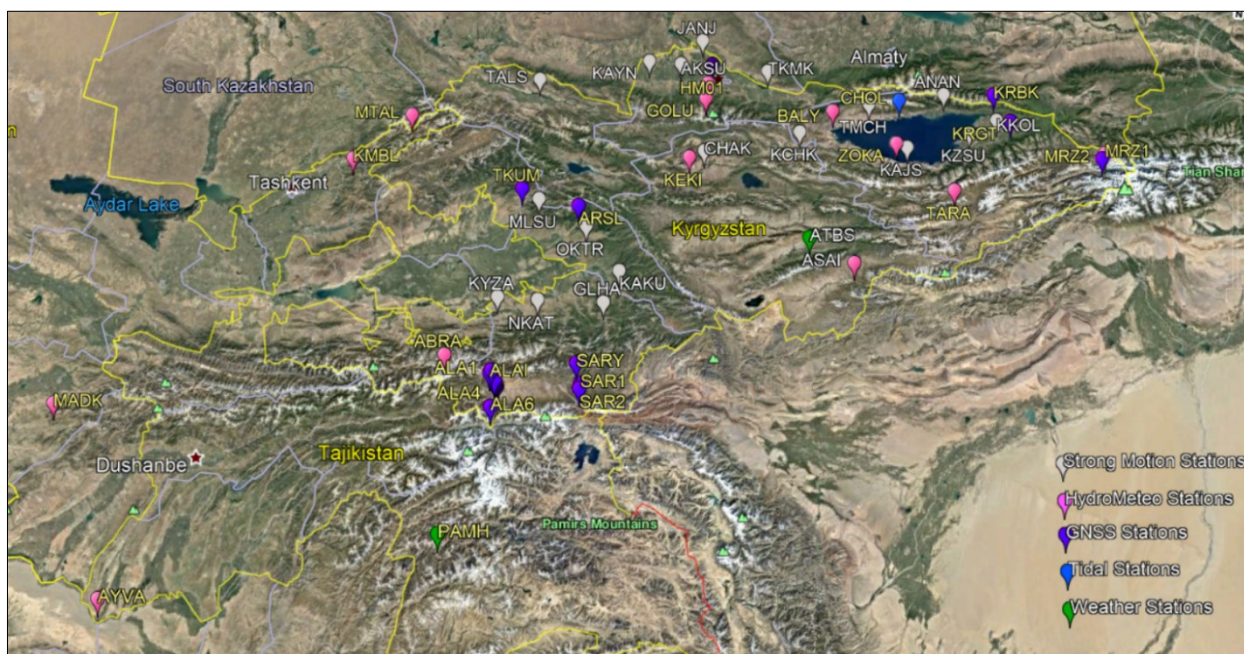 JANJ
Almaty
KAYN
AKSU
TKMK
South Kazakhstan
TALS
HM01
ANAN
KRBK
GOLU
CHOL
MTAL
BALY
TMCH
KRGT
KKOL
KMBL
CHAK
KCHK
ZOKA
KAJS
KZSU
MRZ2
MRZ1
Tashkent
TKUM
KEKI
Tian Shan
Aydar Lake
MLSU
ARSL
TARA
OKTR
Kyrgyzstan
ATBS
ASAI
KYZA
GLHA
KAKU
NKAT
ABRA
ALA1
ALAI
SARY
SAR1
ALA4
ALA6
SAR2
MADK
Tajikistan
Dushanbe
Strong Motion Stations
HydroMeteo Stations
Pamirs Mountains
PAMH
GNSS Stations
Tidal Stations
AYVA
Weather Stations